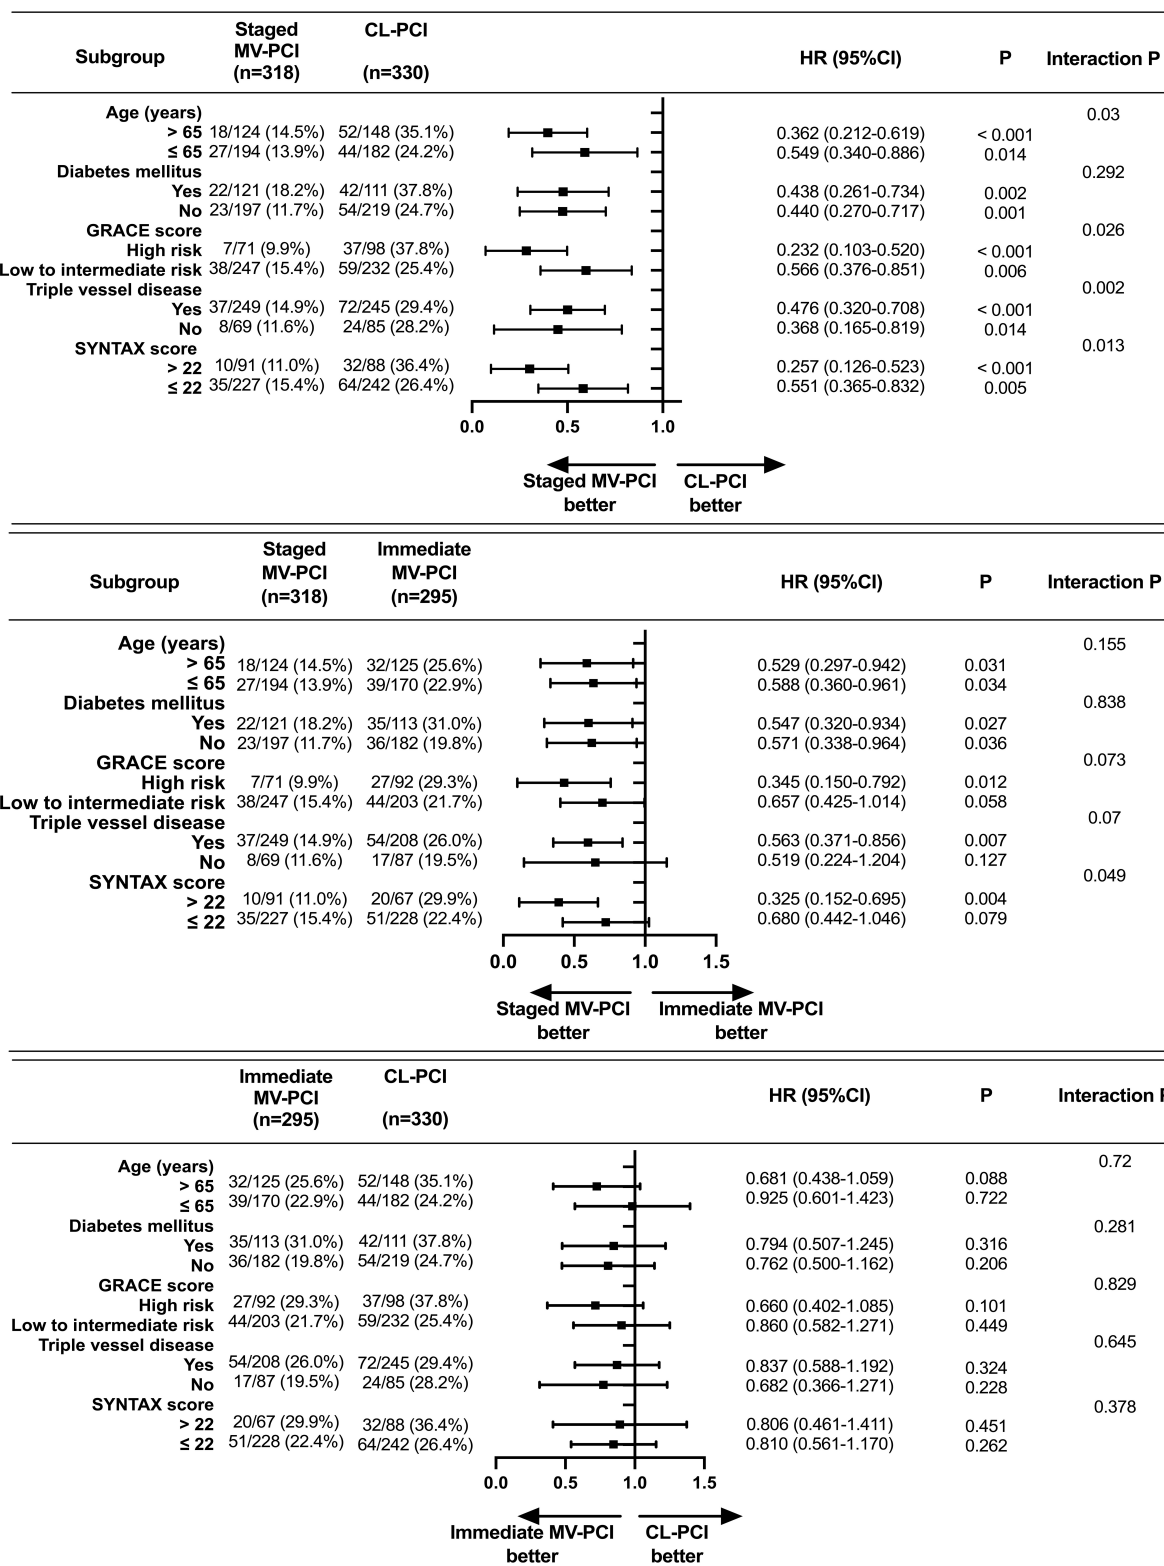 Subgroup Staged MV-PCI (n=318) CL-PCI (n=330) HR (95%CI) P Interaction P
Age (years) 0.03
> 65 18/124 (14.5%) 52/148 (35.1%) 0.362 (0.212-0.619) < 0.001
≤ 65 27/194 (13.9%) 44/182 (24.2%) 0.549 (0.340-0.886) 0.014
Diabetes mellitus 0.292
Yes 22/121 (18.2%) 42/111 (37.8%) 0.438 (0.261-0.734) 0.002
No 23/197 (11.7%) 54/219 (24.7%) 0.440 (0.270-0.717) 0.001
GRACE score 0.026
High risk 7/71 (9.9%) 37/98 (37.8%) 0.232 (0.103-0.520) < 0.001
Low to intermediate risk 38/247 (15.4%) 59/232 (25.4%) 0.566 (0.376-0.851) 0.006
Triple vessel disease 0.002
Yes 37/249 (14.9%) 72/245 (29.4%) 0.476 (0.320-0.708) < 0.001
No 8/69 (11.6%) 24/85 (28.2%) 0.368 (0.165-0.819) 0.014
SYNTAX score 0.013
> 22 10/91 (11.0%) 32/88 (36.4%) 0.257 (0.126-0.523) < 0.001
≤ 22 35/227 (15.4%) 64/242 (26.4%) 0.551 (0.365-0.832) 0.005
0.0 0.5 1.0
Staged MV-PCI CL-PCI
better better
Subgroup Staged MV-PCI (n=318) Immediate MV-PCI (n=295) HR (95%CI) P Interaction P
Age (years) 0.155
> 65 18/124 (14.5%) 32/125 (25.6%) 0.529 (0.297-0.942) 0.031
≤ 65 27/194 (13.9%) 39/170 (22.9%) 0.588 (0.360-0.961) 0.034
Diabetes mellitus 0.838
Yes 22/121 (18.2%) 35/113 (31.0%) 0.547 (0.320-0.934) 0.027
No 23/197 (11.7%) 36/182 (19.8%) 0.571 (0.338-0.964) 0.036
GRACE score 0.073
High risk 7/71 (9.9%) 27/92 (29.3%) 0.345 (0.150-0.792) 0.012
Low to intermediate risk 38/247 (15.4%) 44/203 (21.7%) 0.657 (0.425-1.014) 0.058
Triple vessel disease 0.07
Yes 37/249 (14.9%) 54/208 (26.0%) 0.563 (0.371-0.856) 0.007
No 8/69 (11.6%) 17/87 (19.5%) 0.519 (0.224-1.204) 0.127
SYNTAX score 0.049
> 22 10/91 (11.0%) 20/67 (29.9%) 0.325 (0.152-0.695) 0.004
≤ 22 35/227 (15.4%) 51/228 (22.4%) 0.680 (0.442-1.046) 0.079
0.0 0.5 1.0 1.5
Staged MV-PCI Immediate MV-PCI
better better
Immediate MV-PCI (n=295) CL-PCI (n=330) HR (95%CI) P Interaction P
Age (years) 0.72
> 65 32/125 (25.6%) 52/148 (35.1%) 0.681 (0.438-1.059) 0.088
≤ 65 39/170 (22.9%) 44/182 (24.2%) 0.925 (0.601-1.423) 0.722
Diabetes mellitus 0.281
Yes 35/113 (31.0%) 42/111 (37.8%) 0.794 (0.507-1.245) 0.316
No 36/182 (19.8%) 54/219 (24.7%) 0.762 (0.500-1.162) 0.206
GRACE score 0.829
High risk 27/92 (29.3%) 37/98 (37.8%) 0.660 (0.402-1.085) 0.101
Low to intermediate risk 44/203 (21.7%) 59/232 (25.4%) 0.860 (0.582-1.271) 0.449
Triple vessel disease 0.645
Yes 54/208 (26.0%) 72/245 (29.4%) 0.837 (0.588-1.192) 0.324
No 17/87 (19.5%) 24/85 (28.2%) 0.682 (0.366-1.271) 0.228
SYNTAX score 0.378
> 22 20/67 (29.9%) 32/88 (36.4%) 0.806 (0.461-1.411) 0.451
≤ 22 51/228 (22.4%) 64/242 (26.4%) 0.810 (0.561-1.170) 0.262
0.0 0.5 1.0 1.5
Immediate MV-PCI CL-PCI
better better